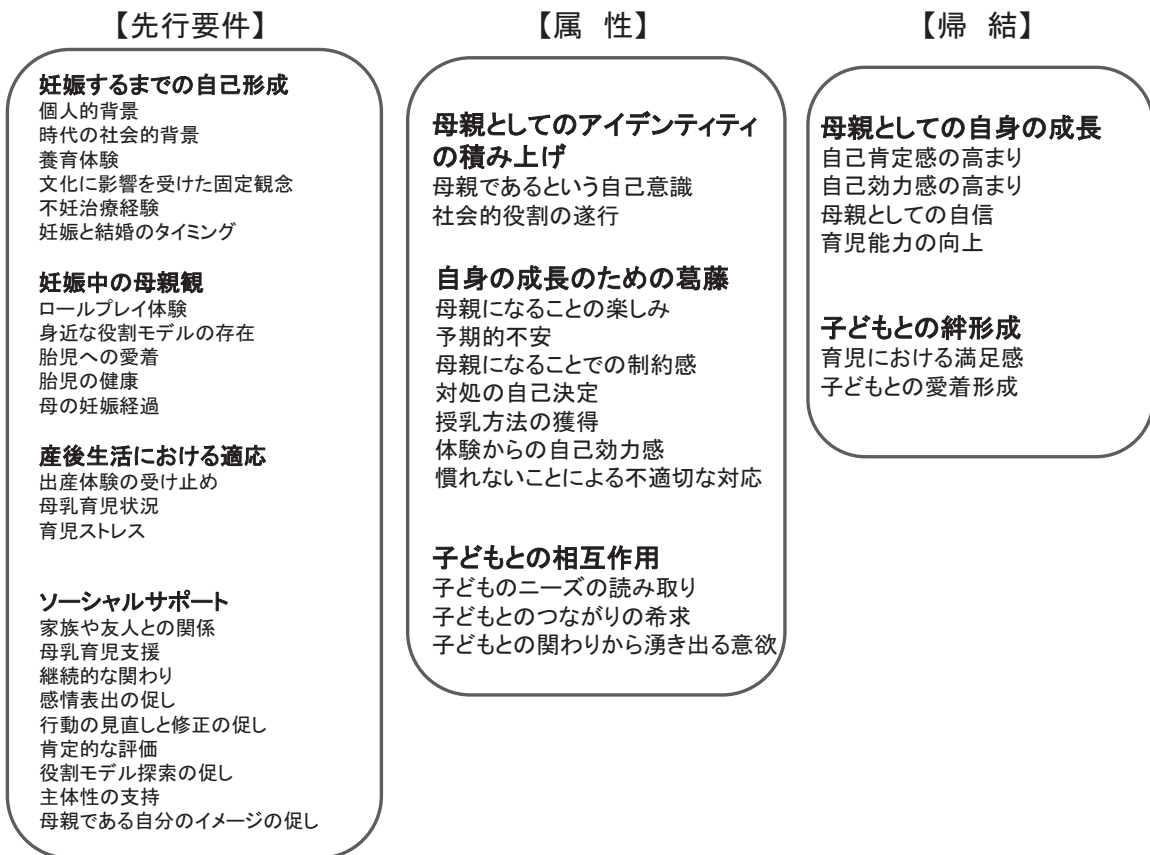 【先行要件】
妊娠するまでの自己形成
個人的背景
時代の社会的背景
養育体験
文化に影響を受けた固定観念
不妊治療経験
妊娠と結婚のタイミング
妊娠中の母親観
ロールプレイ体験
身近な役割モデルの存在
胎児への愛着
胎児の健康
母の妊娠経過
産後生活における適応
出産体験の受け止め
母乳育児状況
育児ストレス
ソーシャルサポート
家族や友人との関係
母乳育児支援
継続的な関わり
感情表出の促し
行動の見直しと修正の促し
肯定的な評価
役割モデル探索の促し
主体性の支持
母親である自分のイメージの促し
【属 性】
母親としてのアイデンティティ
の積み上げ
母親であるという自己意識
社会的役割の遂行
自身の成長のための葛藤
母親になることの楽しみ
予期的不安
母親になることでの制約感
対処の自己決定
授乳方法の獲得
体験からの自己効力感
慣れないことによる不適切な対応
子どもとの相互作用
子どものニーズの読み取り
子どもとのつながりの希求
子どもとの関わりから湧き出る意欲
【帰 結】
母親としての自身の成長
自己肯定感の高まり
自己効力感の高まり
母親としての自信
育児能力の向上
子どもとの絆形成
育児における満足感
子どもとの愛着形成